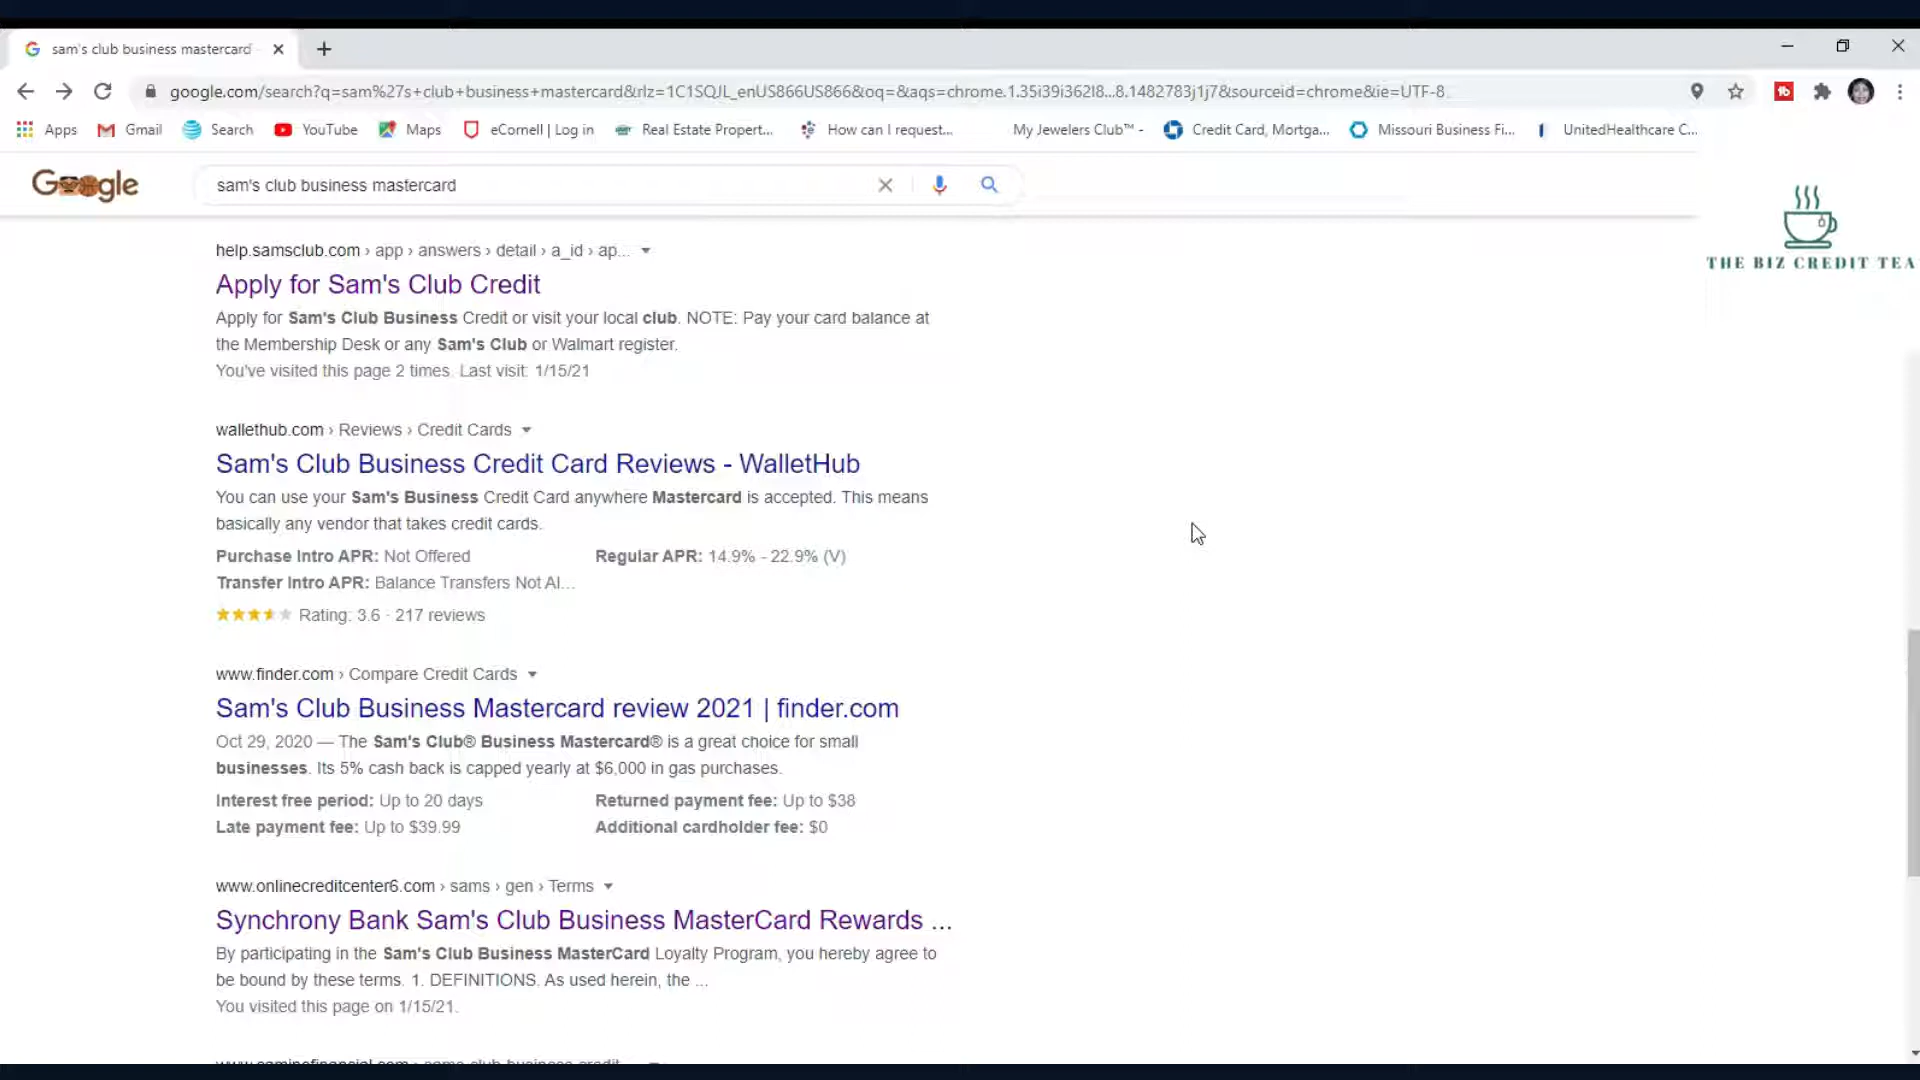 sam's club business mastercard
google.com/search?q=sam%27s+club+business+mastercard&rlz=1C1SQJL_enUS866US866&oq=&aqs=chrome.1.35i39i362l8...8.1482783j1j7&sourceid=chrome&ie=UTF-8
Apps Gmail Search YouTube Maps eCornell | Log in Real Estate Propert... How can I request... My Jewelers Club™ - Credit Card, Mortga... Missouri Business Fi... UnitedHealthcare C...
Google sam's club business mastercard
THE BIZ CREDIT TEA
help.samsclub.com › app › answers › detail › a_id › ap...
Apply for Sam's Club Credit
Apply for Sam's Club Business Credit or visit your local club. NOTE: Pay your card balance at
the Membership Desk or any Sam's Club or Walmart register.
You've visited this page 2 times. Last visit: 1/15/21
wallethub.com › Reviews › Credit Cards
Sam's Club Business Credit Card Reviews - WalletHub
You can use your Sam's Business Credit Card anywhere Mastercard is accepted. This means
basically any vendor that takes credit cards.
Purchase Intro APR: Not Offered Regular APR: 14.9% - 22.9% (V)
Transfer Intro APR: Balance Transfers Not Al...
Rating: 3.6 · 217 reviews
www.finder.com › Compare Credit Cards
Sam's Club Business Mastercard review 2021 | finder.com
Oct 29, 2020 — The Sam's Club® Business Mastercard® is a great choice for small
businesses. Its 5% cash back is capped yearly at $6,000 in gas purchases.
Interest free period: Up to 20 days Returned payment fee: Up to $38
Late payment fee: Up to $39.99 Additional cardholder fee: $0
www.onlinecreditcenter6.com › sams › gen › Terms
Synchrony Bank Sam's Club Business MasterCard Rewards ...
By participating in the Sam's Club Business MasterCard Loyalty Program, you hereby agree to
be bound by these terms. 1. DEFINITIONS. As used herein, the ...
You visited this page on 1/15/21.